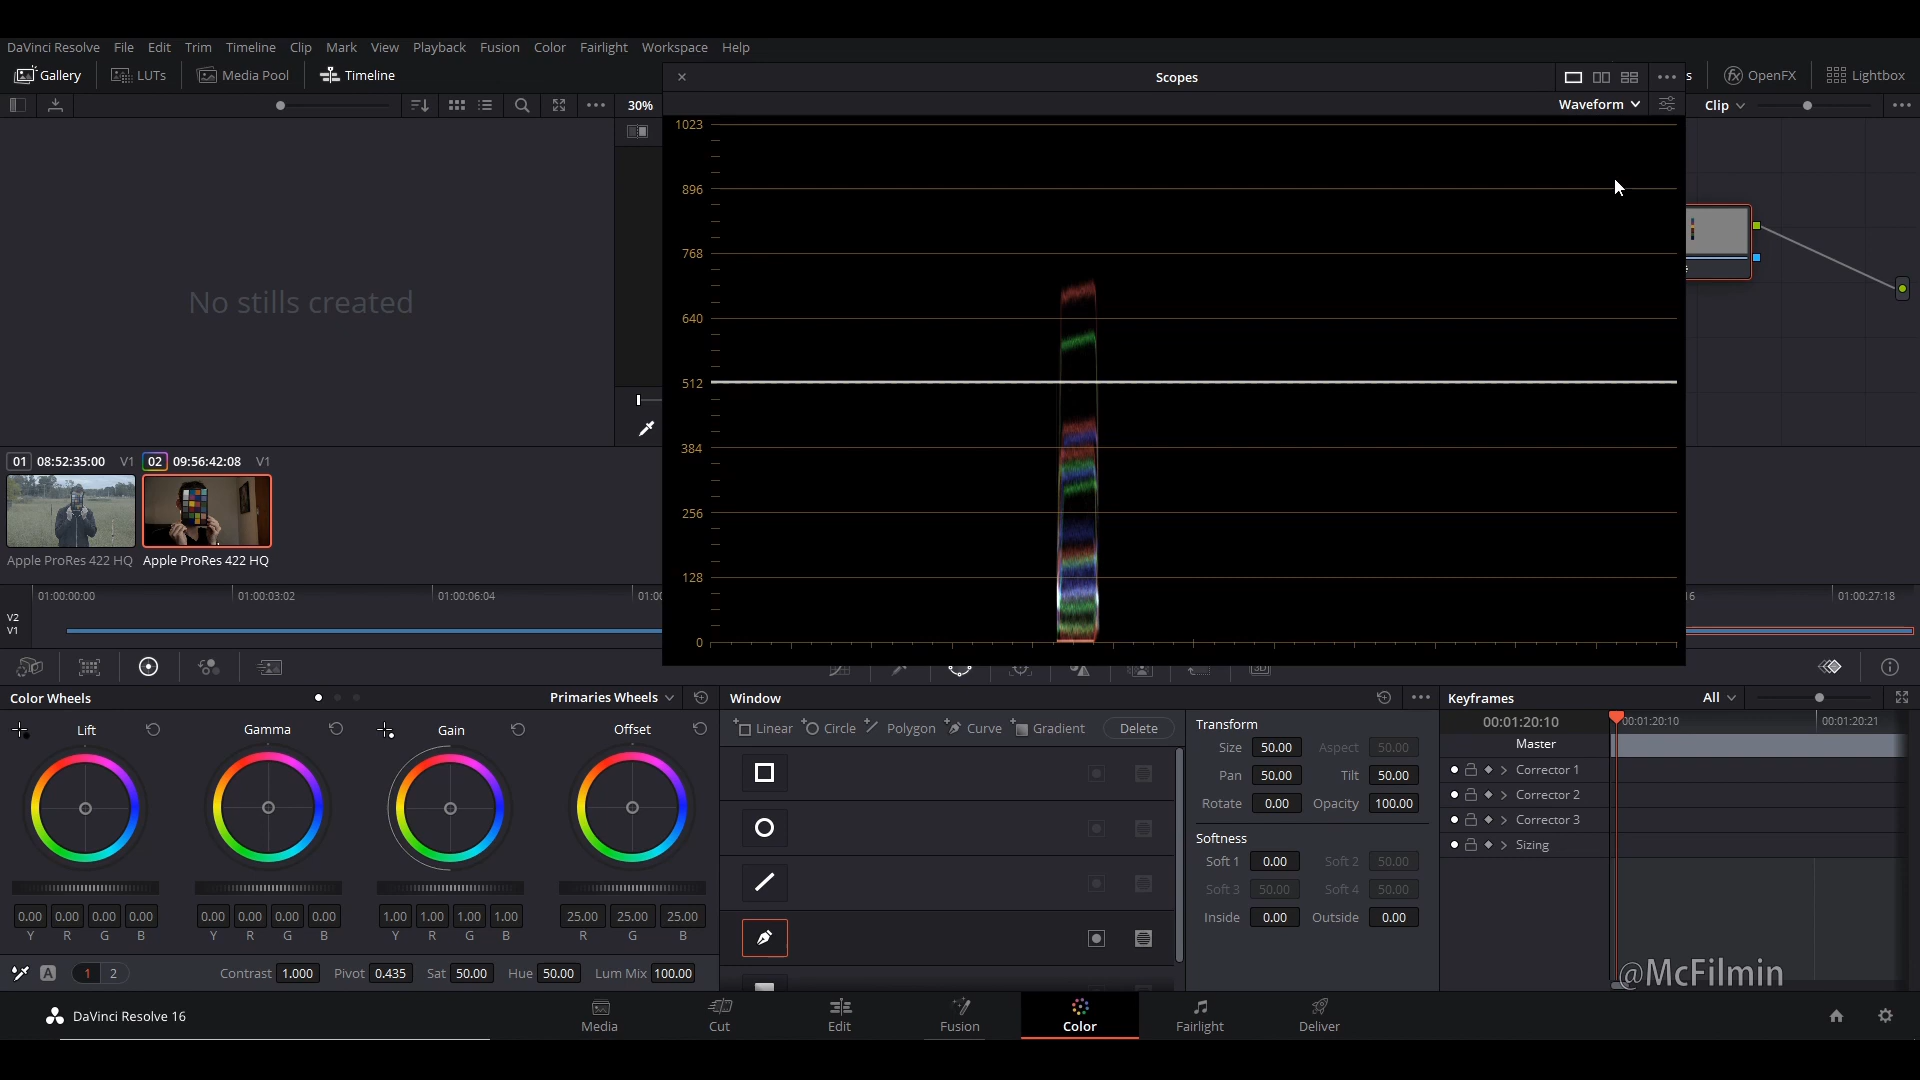 DaVinci Resolve File Edit Trim Timeline Clip Mark View Playback Fusion Color Fairlight Workspace Help
Gallery LUTs Media Pool Timeline
Scopes
s OpenFX Lightbox
30%
Waveform
Clip
1023
896
768
640
512
384
256
128
0
No stills created
01 08:52:35:00 V1 02 09:56:42:08 V1
Apple ProRes 422 HQ Apple ProRes 422 HQ
01:00:00:00 01:00:03:02 01:00:06:04 01:00 16 01:00:27:18
V2
V1
3D
Color Wheels Primaries Wheels
Lift Gamma Gain Offset
0.00 0.00 0.00 0.00 0.00 0.00 0.00 0.00 1.00 1.00 1.00 1.00 25.00 25.00 25.00
Y R G B Y R G B Y R G B R G B
A 1 2 Contrast 1.000 Pivot 0.435 Sat 50.00 Hue 50.00 Lum Mix 100.00
Window
Linear Circle Polygon Curve Gradient Delete
Transform
Size 50.00 Aspect 50.00
Pan 50.00 Tilt 50.00
Rotate 0.00 Opacity 100.00
Softness
Soft 1 0.00 Soft 2 50.00
Soft 3 50.00 Soft 4 50.00
Inside 0.00 Outside 0.00
Keyframes All
00:01:20:10 00:01:20:10 00:01:20:21
Master
Corrector 1
Corrector 2
Corrector 3
Sizing
@McFilmin
DaVinci Resolve 16
Media Cut Edit Fusion Color Fairlight Deliver